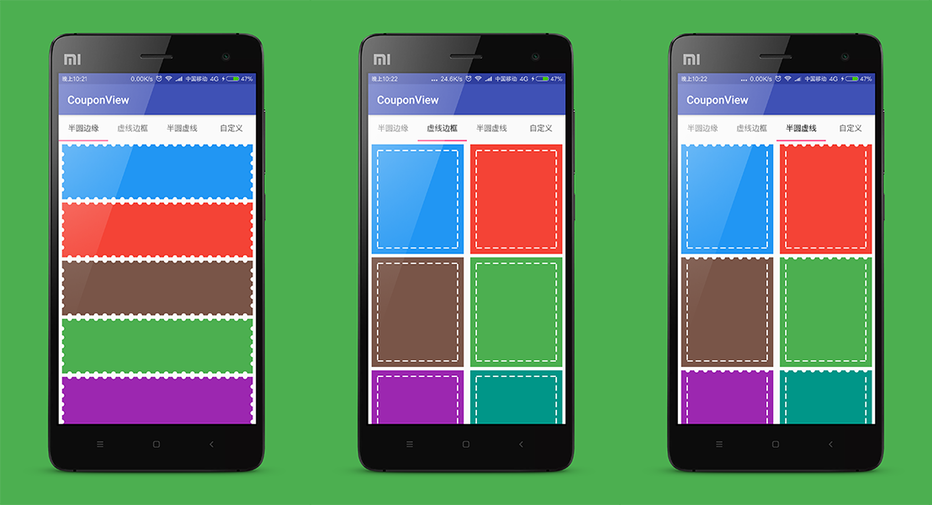 MI
晚上10:21 0.00K/s 中国移动 4G 47%
CouponView
半圆边缘 虚线边框 半圆虚线 自定义
MI
晚上10:22 ... 24.6K/s 中国移动 4G 47%
CouponView
半圆边缘 虚线边框 半圆虚线 自定义
MI
晚上10:22 ... 0.00K/s 中国移动 4G 47%
CouponView
半圆边缘 虚线边框 半圆虚线 自定义